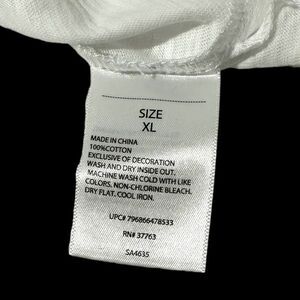 SIZE
XL
MADE IN CHINA
100%COTTON
EXCLUSIVE OF DECORATION
WASH AND DRY INSIDE OUT.
MACHINE WASH COLD WITH LIKE
COLORS, NON-CHLORINE BLEACH.
DRY FLAT. COOL IRON.
UPC# 796866478533
RN# 37763
SA4635